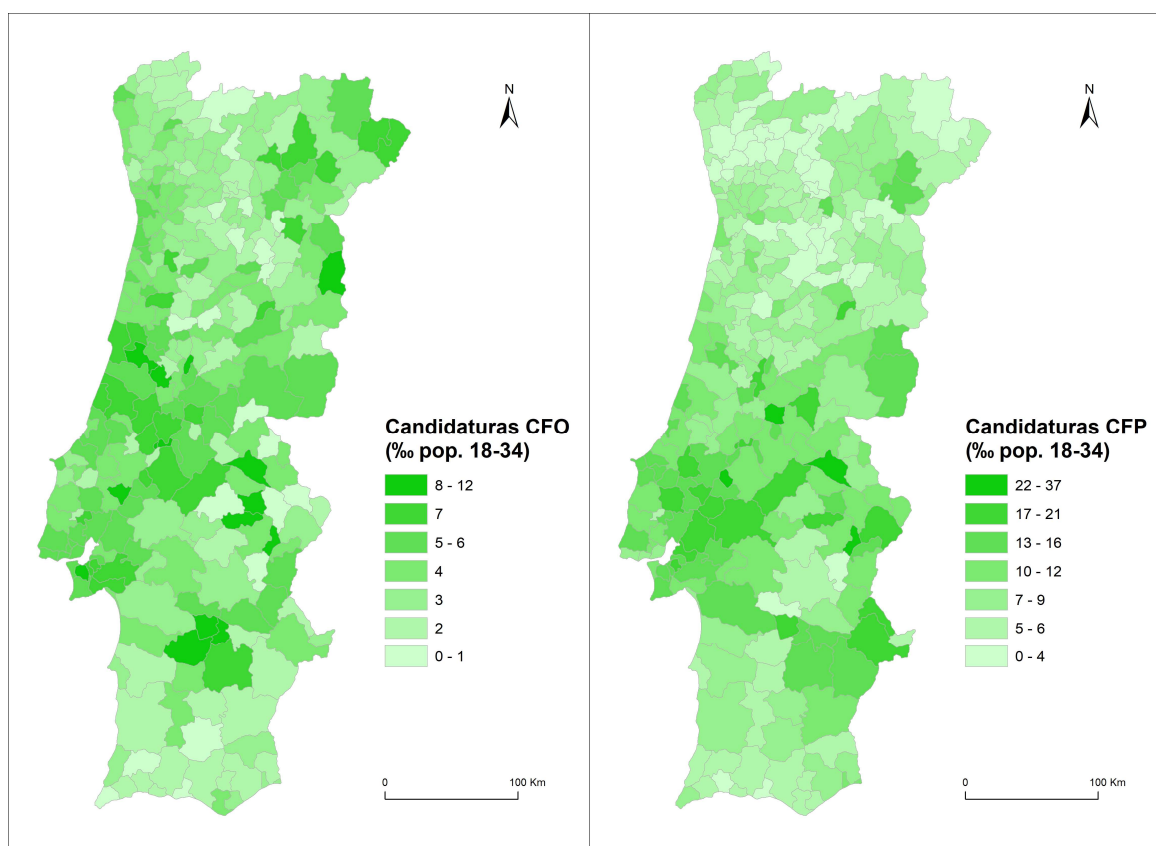 N
Candidaturas CFO
(‰ pop. 18-34)
8 - 12
7
5 - 6
4
3
2
0 - 1
0
100 Km
N
Candidaturas CFP
(‰ pop. 18-34)
22 - 37
17 - 21
13 - 16
10 - 12
7 - 9
5 - 6
0 - 4
0
100 Km